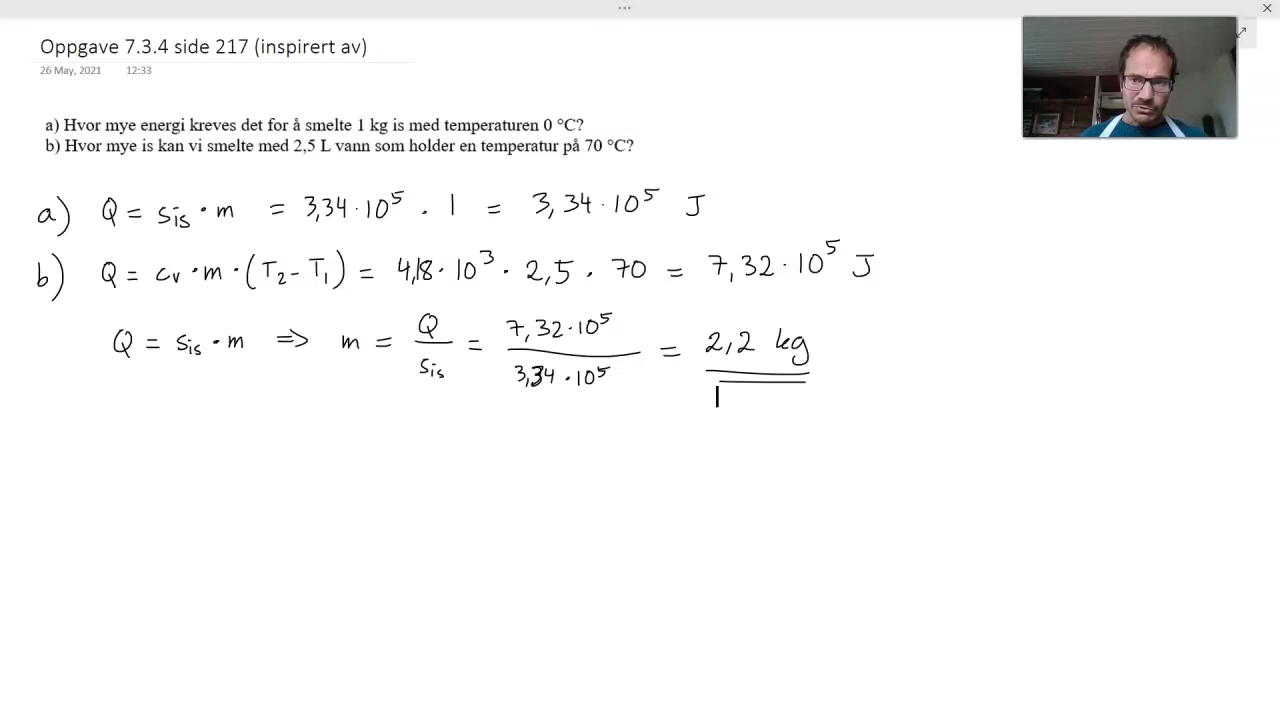 Oppgave 7.3.4 side 217 (inspirert av)
26 May, 2021 12:33
a) Hvor mye energi kreves det for å smelte 1 kg is med temperaturen 0 °C?
b) Hvor mye is kan vi smelte med 2,5 L vann som holder en temperatur på 70 °C?
a) Q = s_is · m = 3,34 · 10^5 · 1 = 3,34 · 10^5 J
b) Q = c_v · m · (T_2 - T_1) = 4,18 · 10^3 · 2,5 · 70 = 7,32 · 10^5 J
Q = s_is · m ⇒ m = Q / s_is = 7,32 · 10^5 / 3,34 · 10^5 = 2,2 kg